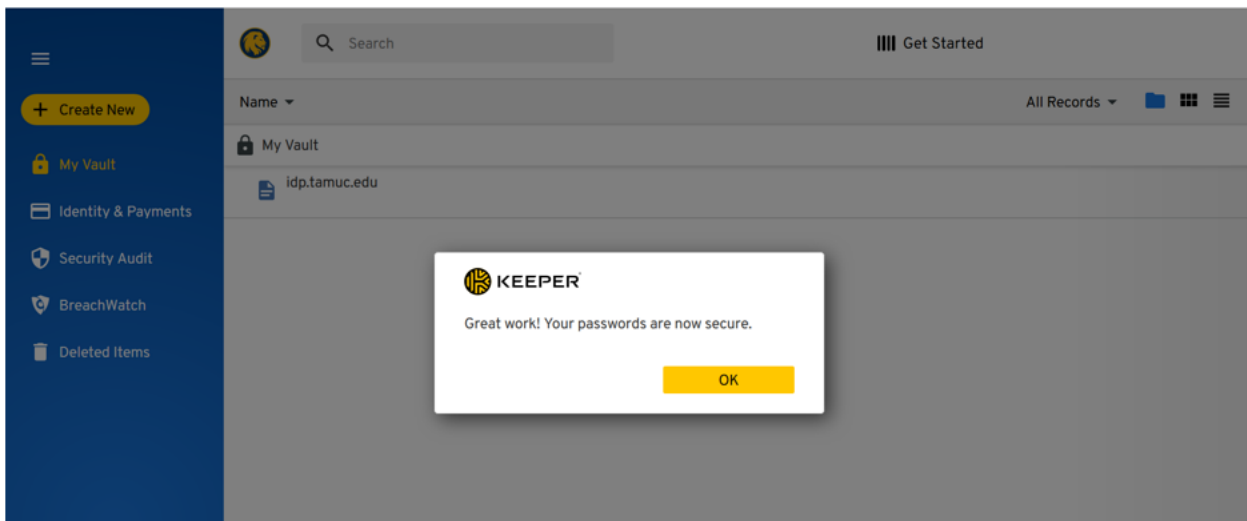 Search
Get Started
+ Create New
Name
All Records
My Vault
My Vault
idp.tamuc.edu
Identity & Payments
Security Audit
BreachWatch
Deleted Items
KEEPER
Great work! Your passwords are now secure.
OK